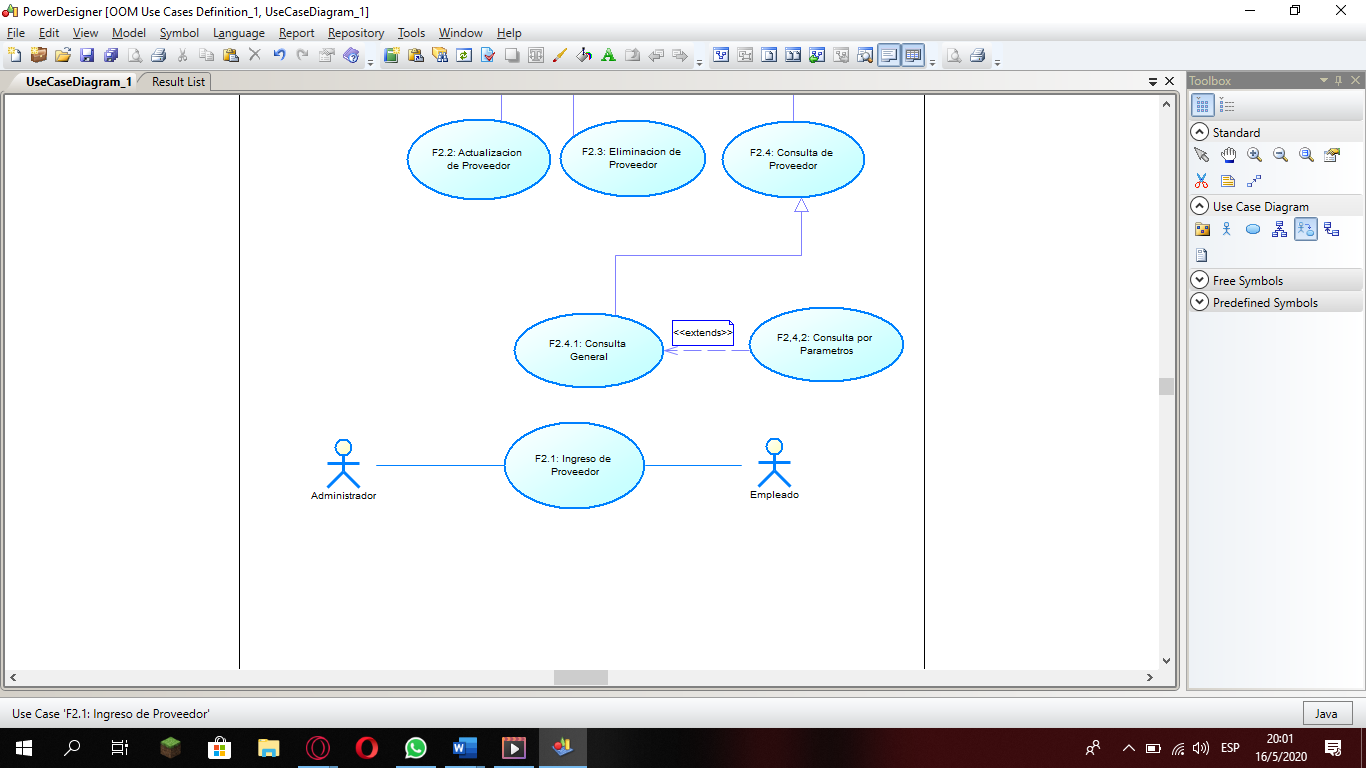 PowerDesigner [OOM Use Cases Definition_1, UseCaseDiagram_1]
File Edit View Model Symbol Language Report Repository Tools Window Help
UseCaseDiagram_1 Result List
Toolbox
Standard
Use Case Diagram
Free Symbols
Predefined Symbols
F2.2: Actualizacion
de Proveedor
F2.3: Eliminacion de
Proveedor
F2.4: Consulta de
Proveedor
F2.4.1: Consulta
General
<<extends>>
F2,4,2: Consulta por
Parametros
Administrador
F2.1: Ingreso de
Proveedor
Empleado
Use Case 'F2.1: Ingreso de Proveedor'
Java
ESP
20:01
16/5/2020